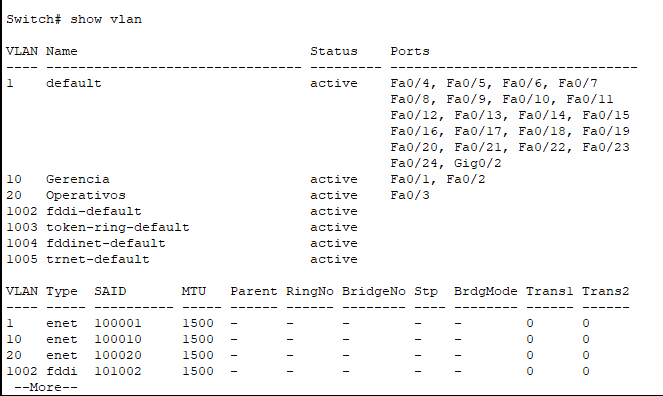 Switch# show vlan
VLAN Name                             Status    Ports
---- -------------------------------- --------- -------------------------------
1    default                          active    Fa0/4, Fa0/5, Fa0/6, Fa0/7
                                                Fa0/8, Fa0/9, Fa0/10, Fa0/11
                                                Fa0/12, Fa0/13, Fa0/14, Fa0/15
                                                Fa0/16, Fa0/17, Fa0/18, Fa0/19
                                                Fa0/20, Fa0/21, Fa0/22, Fa0/23
                                                Fa0/24, Gig0/2
10   Gerencia                         active    Fa0/1, Fa0/2
20   Operativos                       active    Fa0/3
1002 fddi-default                     active
1003 token-ring-default               active
1004 fddinet-default                  active
1005 trnet-default                    active
VLAN Type  SAID       MTU   Parent RingNo BridgeNo Stp  BrdgMode Trans1 Trans2
---- ----- ---------- ----- ------ ------ -------- ---- -------- ------ ------
1    enet  100001     1500  -      -      -        -    -        0      0
10   enet  100010     1500  -      -      -        -    -        0      0
20   enet  100020     1500  -      -      -        -    -        0      0
1002 fddi  101002     1500  -      -      -        -    -        0      0
 --More--